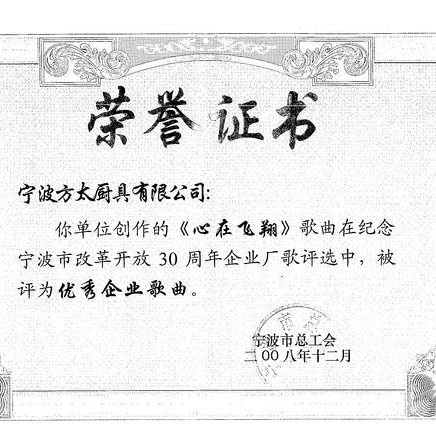 荣誉证书
宁波方太厨具有限公司:
你单位创作的《心在飞翔》歌曲在纪念
宁波市改革开放 30 周年企业厂歌评选中，被
评为优秀企业歌曲。
宁波市总工会
二00八年十二月